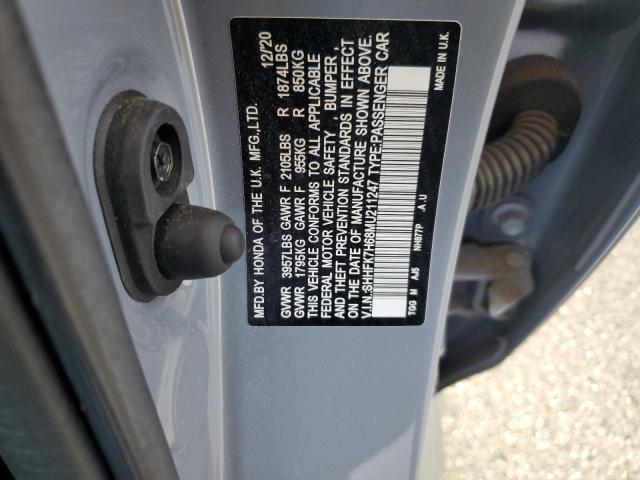 MFD.BY HONDA OF THE U.K. MFG.,LTD. 12/20
GVWR 3957LBS GAWR F 2105LBS R 1874LBS
GVWR 1795KG GAWR F 955KG R 850KG
THIS VEHICLE CONFORMS TO ALL APPLICABLE
FEDERAL MOTOR VEHICLE SAFETY , BUMPER ,
AND THEFT PREVENTION STANDARDS IN EFFECT
ON THE DATE OF MANUFACTURE SHOWN ABOVE.
V.I.N.:SHHFK7H68MU211247 TYPE:PASSENGER CAR
TGG M AJ5 NH877P .A.U MADE IN U.K.